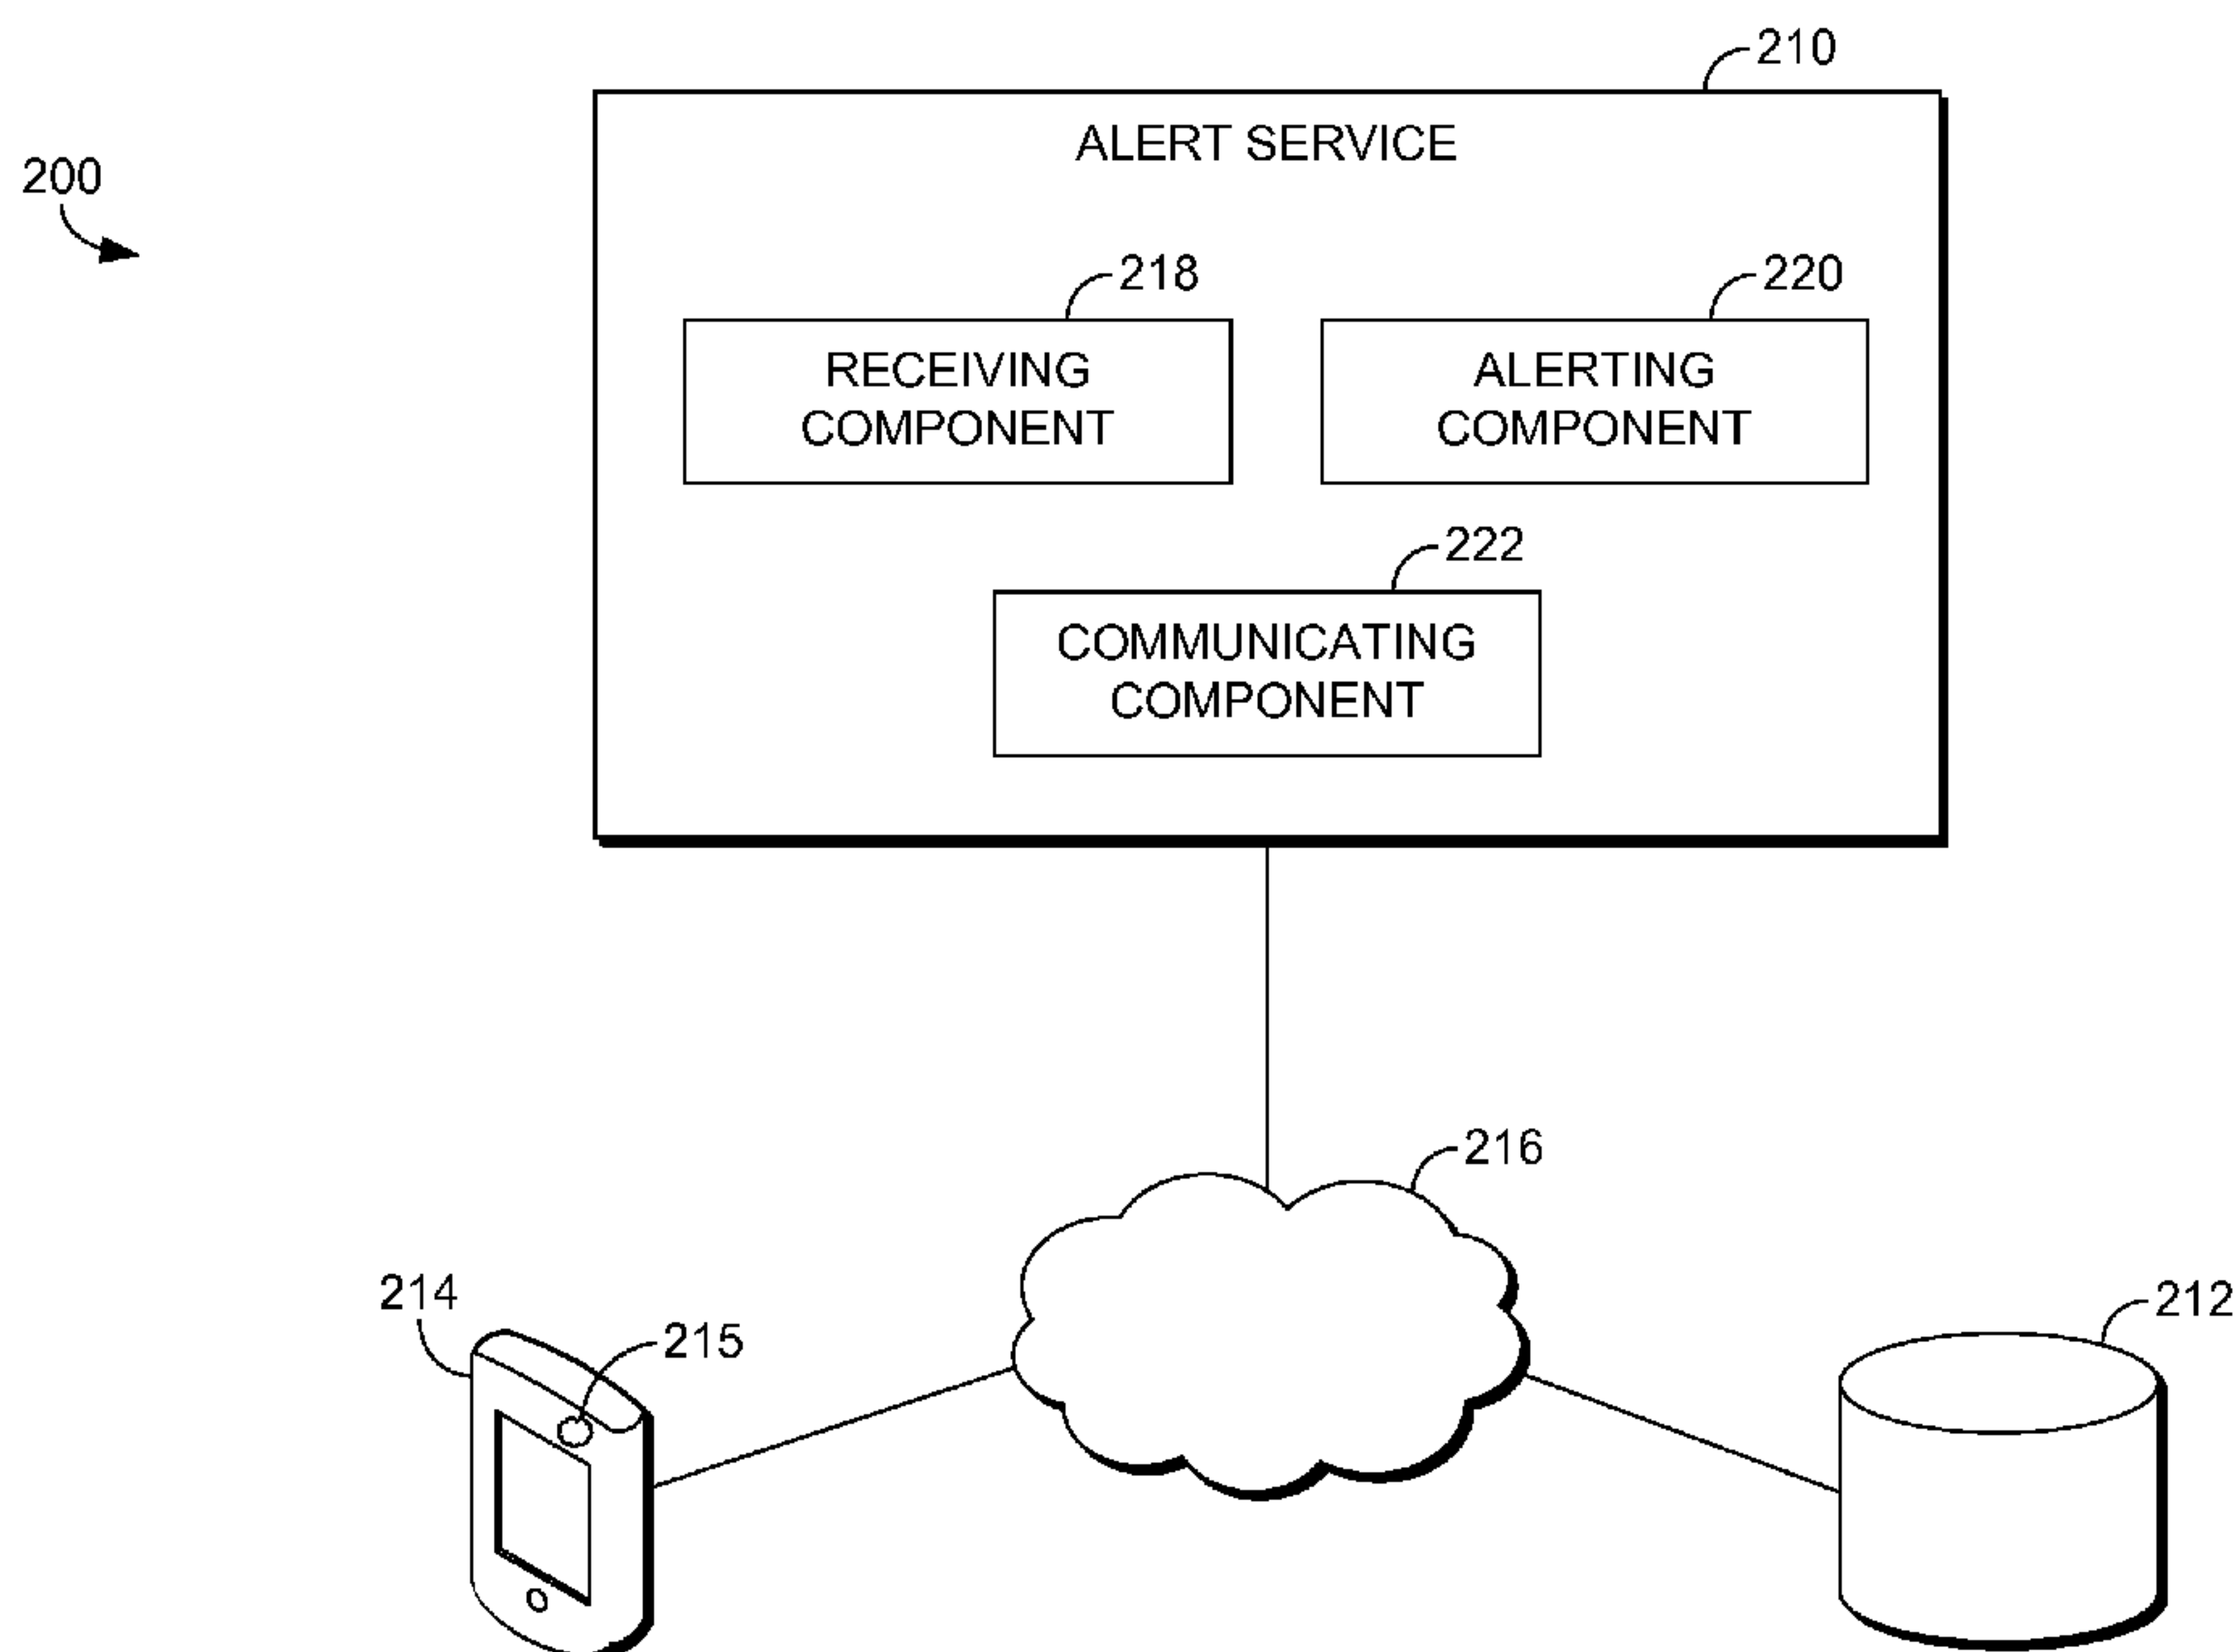 210
ALERT SERVICE
200
218
220
RECEIVING
COMPONENT
ALERTING
COMPONENT
222
COMMUNICATING
COMPONENT
216
214
215
212